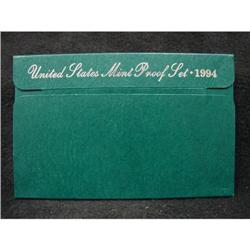 United States Mint Proof Set • 1994